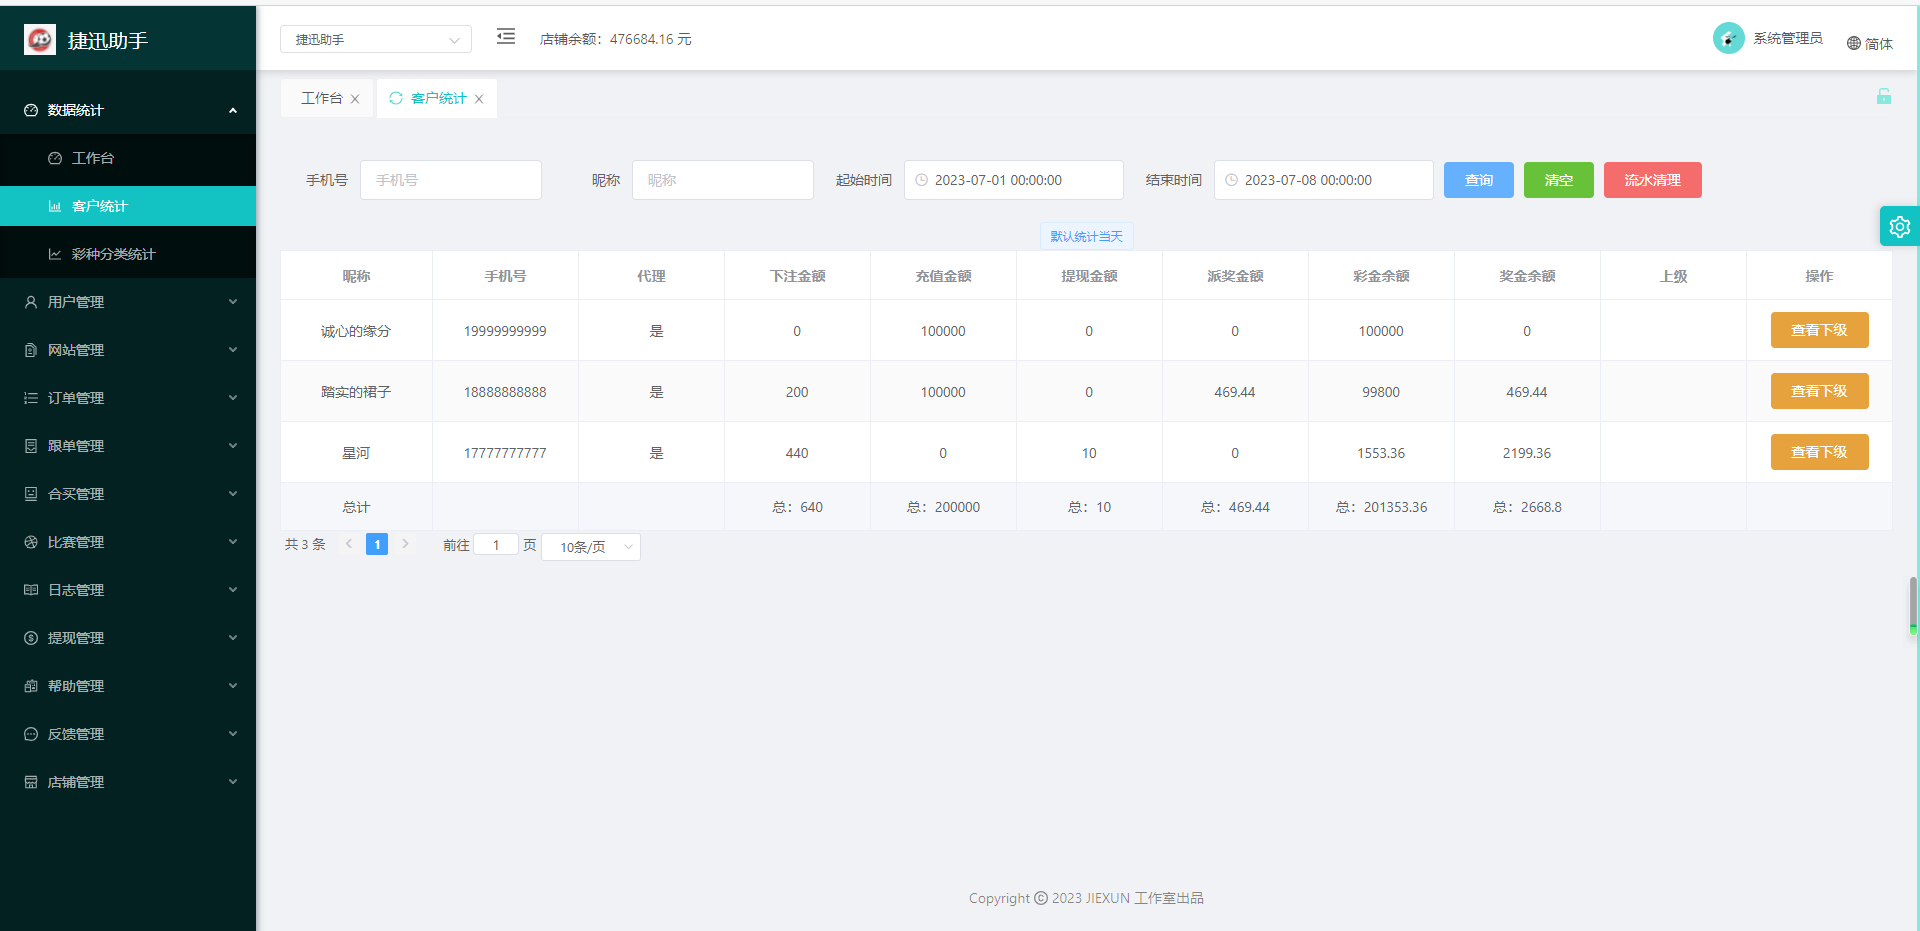 捷迅助手
捷迅助手
店铺余额：476684.16 元
系统管理员
简体
数据统计
工作台
客户统计
彩种分类统计
用户管理
网站管理
订单管理
跟单管理
合买管理
比赛管理
日志管理
提现管理
帮助管理
反馈管理
店铺管理
工作台
客户统计
手机号 手机号 昵称 昵称 起始时间 2023-07-01 00:00:00 结束时间 2023-07-08 00:00:00 查询 清空 流水清理
默认统计当天
昵称 手机号 代理 下注金额 充值金额 提现金额 派奖金额 彩金余额 奖金余额 上级 操作
诚心的缘分 19999999999 是 0 100000 0 0 100000 0 查看下级
踏实的裙子 18888888888 是 200 100000 0 469.44 99800 469.44 查看下级
星河 17777777777 是 440 0 10 0 1553.36 2199.36 查看下级
总计 总：640 总：200000 总：10 总：469.44 总：201353.36 总：2668.8
共 3 条 1 前往 1 页 10条/页
Copyright © 2023 JIEXUN 工作室出品